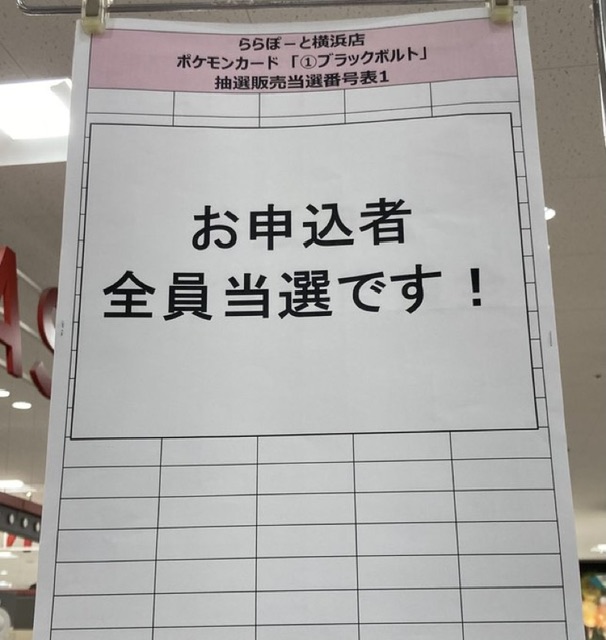 ららぽーと横浜店
ポケモンカード「①ブラックボルト」
抽選販売当選番号表1
お申込者
全員当選です！
AS